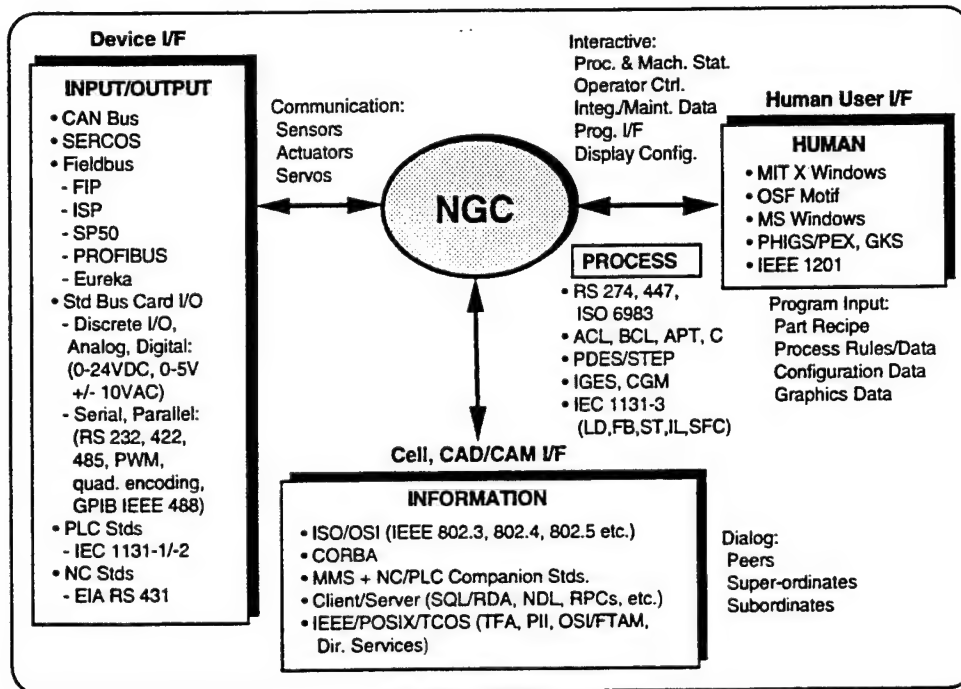 Device I/F
INPUT/OUTPUT
• CAN Bus
• SERCOS
• Fieldbus
- FIP
- ISP
- SP50
- PROFIBUS
- Eureka
• Std Bus Card I/O
- Discrete I/O,
Analog, Digital:
(0-24VDC, 0-5V
+/- 10VAC)
- Serial, Parallel:
(RS 232, 422,
485, PWM,
quad. encoding,
GPIB IEEE 488)
• PLC Stds
- IEC 1131-1/-2
• NC Stds
- EIA RS 431
Communication:
Sensors
Actuators
Servos
NGC
Interactive:
Proc. & Mach. Stat.
Operator Ctrl.
Integ./Maint. Data
Prog. I/F
Display Config.
Human User I/F
HUMAN
• MIT X Windows
• OSF Motif
• MS Windows
• PHIGS/PEX, GKS
• IEEE 1201
Program Input:
Part Recipe
Process Rules/Data
Configuration Data
Graphics Data
PROCESS
• RS 274, 447,
ISO 6983
• ACL, BCL, APT, C
• PDES/STEP
• IGES, CGM
• IEC 1131-3
(LD,FB,ST,IL,SFC)
Cell, CAD/CAM I/F
INFORMATION
• ISO/OSI (IEEE 802.3, 802.4, 802.5 etc.)
• CORBA
• MMS + NC/PLC Companion Stds.
• Client/Server (SQL/RDA, NDL, RPCs, etc.)
• IEEE/POSIX/TCOS (TFA, PII, OSI/FTAM,
Dir. Services)
Dialog:
Peers
Super-ordinates
Subordinates